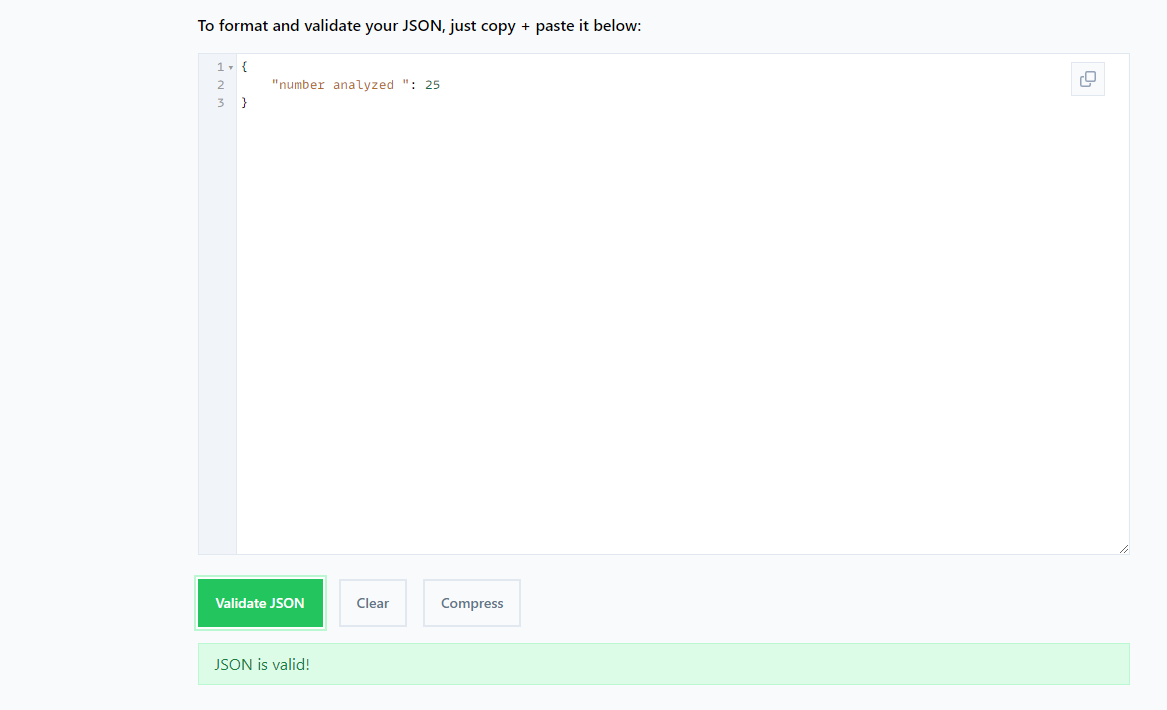 To format and validate your JSON, just copy + paste it below:
1 {
2     "number analyzed ": 25
3 }
Validate JSON Clear Compress
JSON is valid!